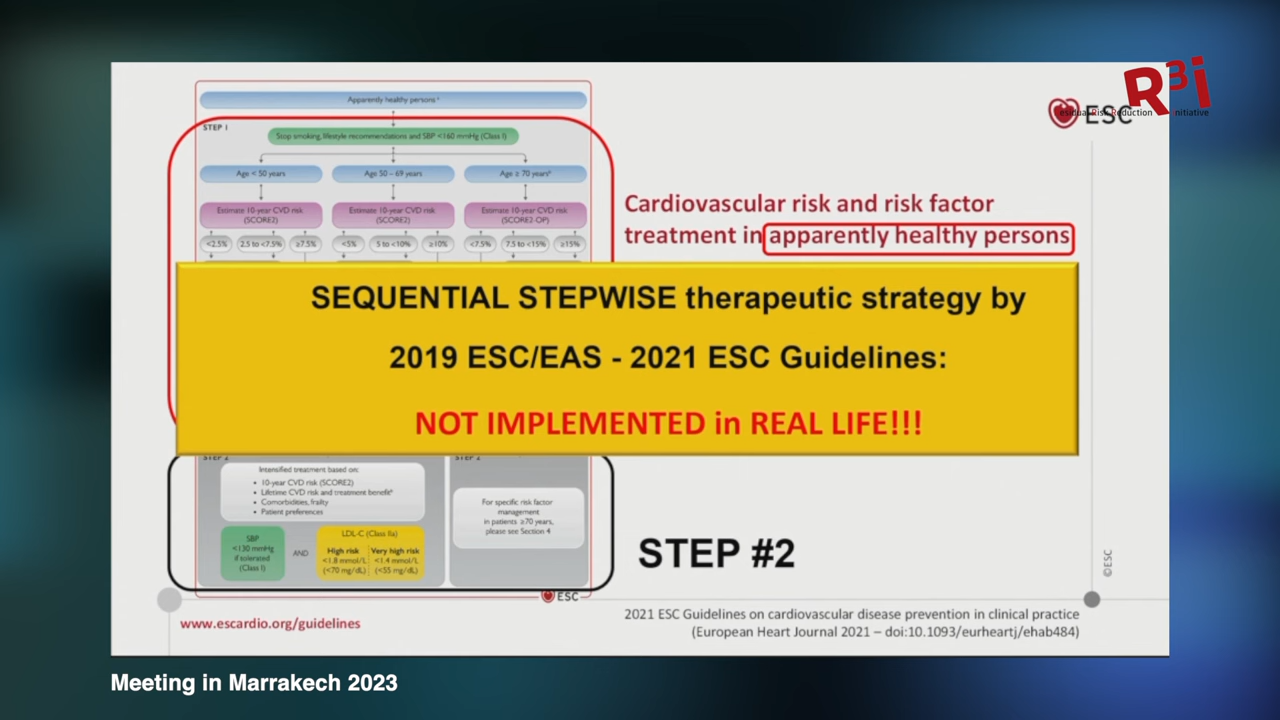 R³i
Residual Risk Reduction Initiative
ESC
Apparently healthy persons ᵃ
STEP 1
Stop smoking, lifestyle recommendations and SBP <160 mmHg (Class I)
Age < 50 years
Age 50 – 69 years
Age ≥ 70 yearsᵇ
Estimate 10-year CVD risk
(SCORE2)
Estimate 10-year CVD risk
(SCORE2)
Estimate 10-year CVD risk
(SCORE2-OP)
<2.5% 2.5 to <7.5% ≥7.5% <5% 5 to <10% ≥10% <7.5% 7.5 to <15% ≥15%
Cardiovascular risk and risk factor
treatment in apparently healthy persons
SEQUENTIAL STEPWISE therapeutic strategy by
2019 ESC/EAS - 2021 ESC Guidelines:
NOT IMPLEMENTED in REAL LIFE!!!
STEP 2
STEP 2
Intensified treatment based on:
• 10-year CVD risk (SCORE2)
• Lifetime CVD risk and treatment benefitᵈ
• Comorbidities, frailty
• Patient preferences
For specific risk factor
management
in patients ≥70 years,
please see Section 4
SBP
<130 mmHg
if tolerated
(Class I)
AND
LDL-C (Class IIa)
High risk
<1.8 mmol/L
(<70 mg/dL)
Very high risk
<1.4 mmol/L
(<55 mg/dL)
STEP #2
ESC
©ESC
www.escardio.org/guidelines
2021 ESC Guidelines on cardiovascular disease prevention in clinical practice
(European Heart Journal 2021 – doi:10.1093/eurheartj/ehab484)
Meeting in Marrakech 2023